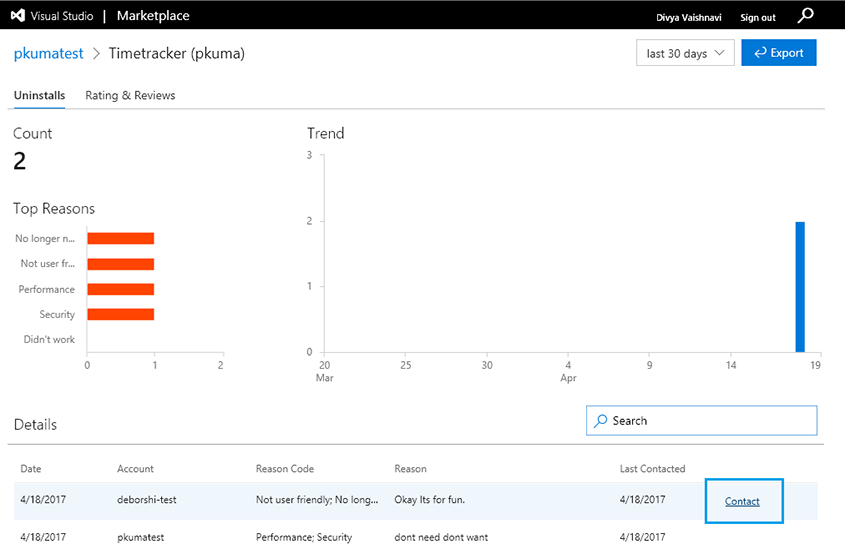 Visual Studio | Marketplace Divya Vaishnavi Sign out
pkumatest > Timetracker (pkuma) last 30 days Export
Uninstalls Rating & Reviews
Count
2
Top Reasons
No longer n...
Not user fr...
Performance
Security
Didn't work
0 1 2
Trend
3
2
1
0
20 25 30 4 9 14 19
Mar Apr
Details Search
Date Account Reason Code Reason Last Contacted
4/18/2017 deborshi-test Not user friendly; No long... Okay Its for fun. 4/18/2017 Contact
4/18/2017 pkumatest Performance; Security dont need dont want 4/18/2017